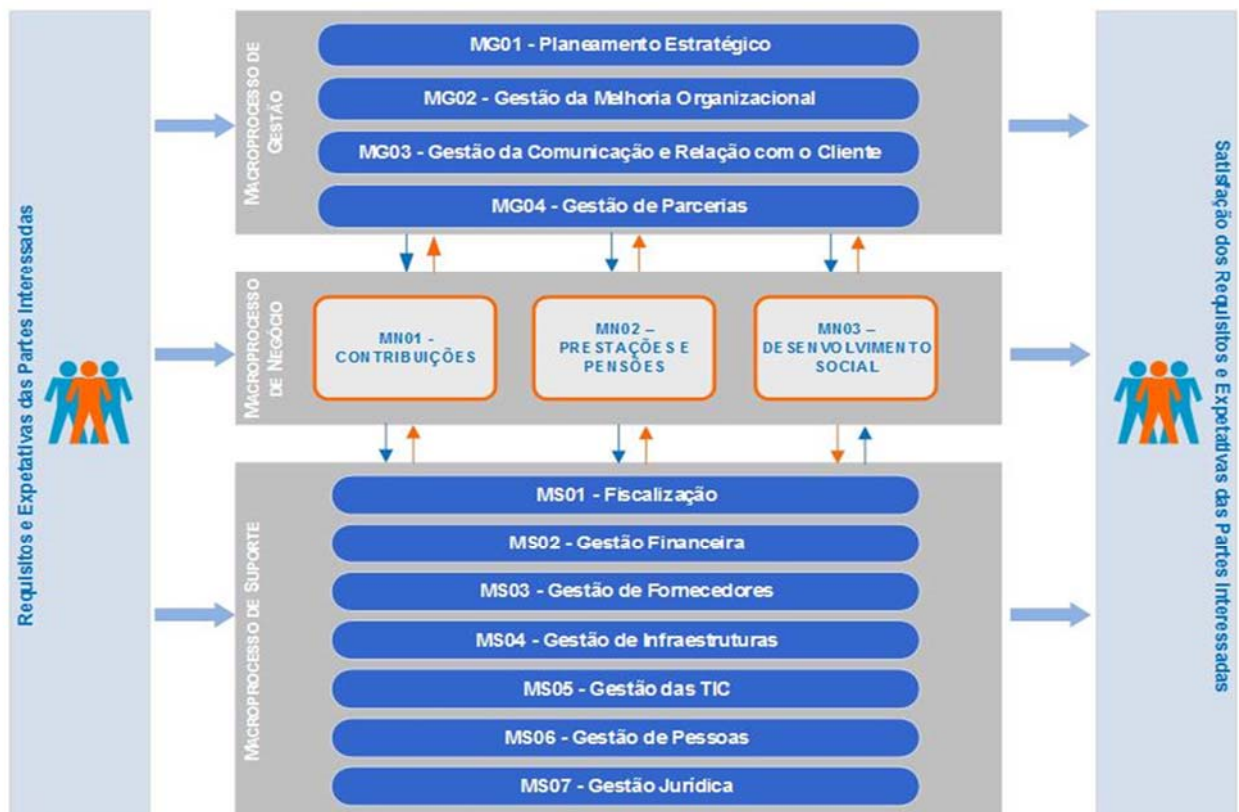 Requisitos e Expetativas das Partes Interessadas
MACROPROCESSO DE
GESTÃO
MG01 - Planeamento Estratégico
MG02 - Gestão da Melhoria Organizacional
MG03 - Gestão da Comunicação e Relação com o Cliente
MG04 - Gestão de Parcerias
MACROPROCESSO
DE NEGÓCIO
MN01 -
CONTRIBUIÇÕES
MN02 –
PRESTAÇÕES E
PENSÕES
MN03 –
DESENVOLVIMENTO
SOCIAL
MACROPROCESSO DE SUPORTE
MS01 - Fiscalização
MS02 - Gestão Financeira
MS03 - Gestão de Fornecedores
MS04 - Gestão de Infraestruturas
MS05 - Gestão das TIC
MS06 - Gestão de Pessoas
MS07 - Gestão Jurídica
Satisfação dos Requisitos e Expetativas das Partes Interessadas